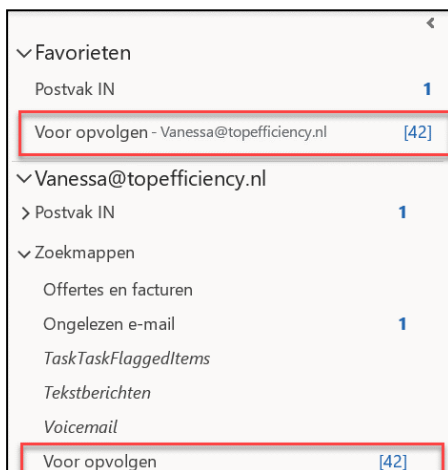 Favorieten
Postvak IN 1
Voor opvolgen - Vanessa@topefficiency.nl [42]
Vanessa@topefficiency.nl
Postvak IN 1
Zoekmappen
Offertes en facturen
Ongelezen e-mail 1
TaskTaskFlaggedItems
Tekstberichten
Voicemail
Voor opvolgen [42]